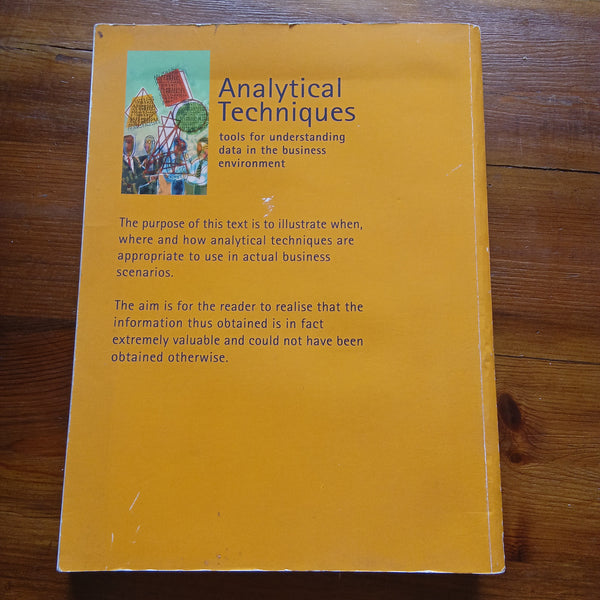 Analytical
Techniques
tools for understanding
data in the business
environment
The purpose of this text is to illustrate when,
where and how analytical techniques are
appropriate to use in actual business
scenarios.
The aim is for the reader to realise that the
information thus obtained is in fact
extremely valuable and could not have been
obtained otherwise.